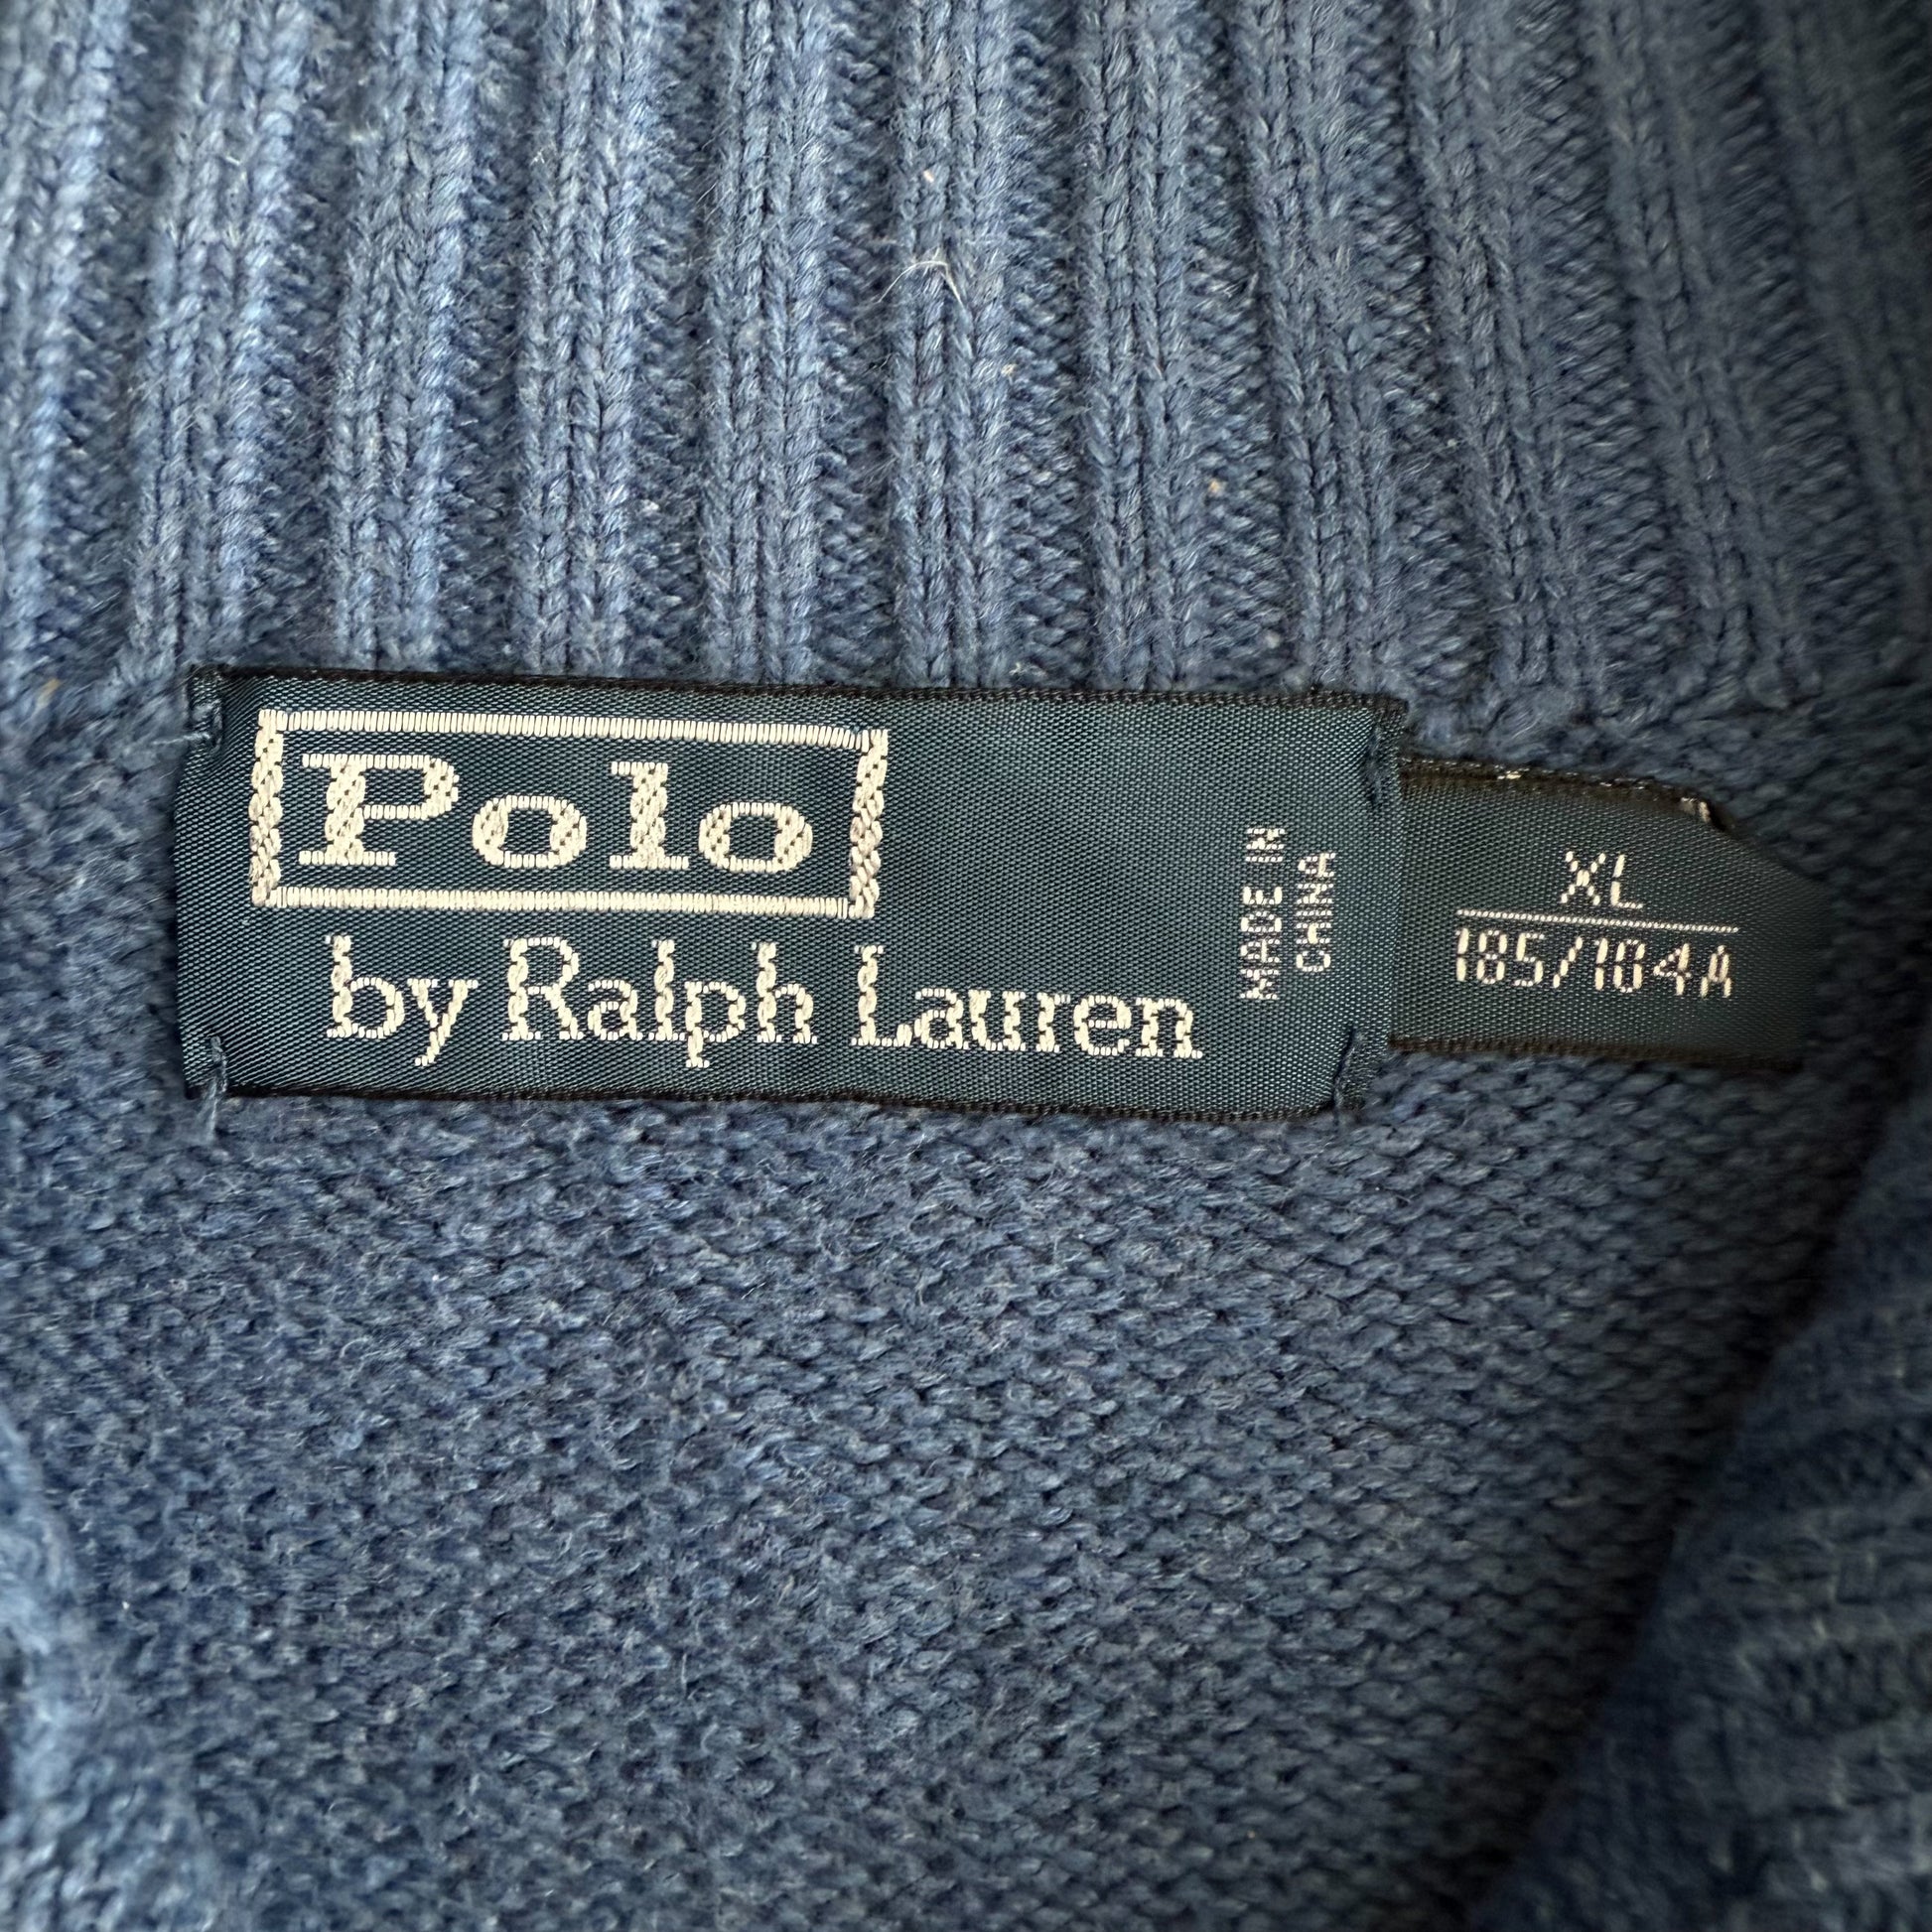 Polo
by Ralph Lauren
MADE IN
CHINA
XL
185/104A